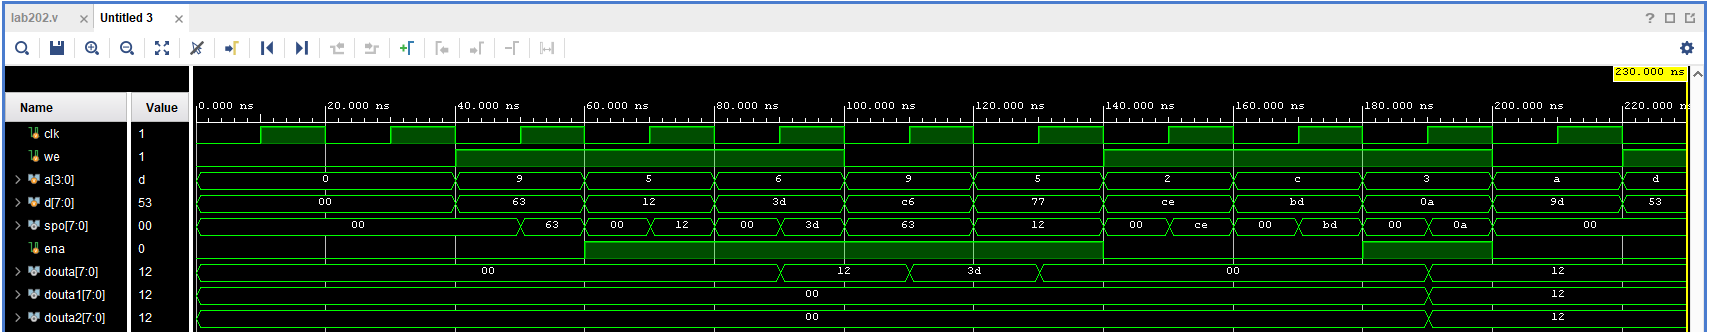 lab202.v × Untitled 3 ×
?
230.000 ns
Name Value
0.000 ns 20.000 ns 40.000 ns 60.000 ns 80.000 ns 100.000 ns 120.000 ns 140.000 ns 160.000 ns 180.000 ns 200.000 ns 220.000
clk 1
we 1
a[3:0] d 0 9 5 6 9 5 2 c 3 a d
d[7:0] 53 00 63 12 3d c6 77 ce bd 0a 9d 53
spo[7:0] 00 00 63 00 12 00 3d 63 12 00 ce 00 bd 00 0a 00
ena 0
douta[7:0] 12 00 12 3d 00 12
douta1[7:0] 12 00 12
douta2[7:0] 12 00 12